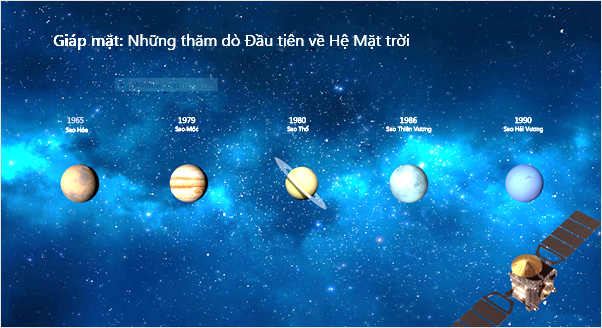 Giáp mặt: Những thăm dò Đầu tiên về Hệ Mặt trời
1965
Sao Hỏa
1979
Sao Mộc
1980
Sao Thổ
1986
Sao Thiên Vương
1990
Sao Hải Vương